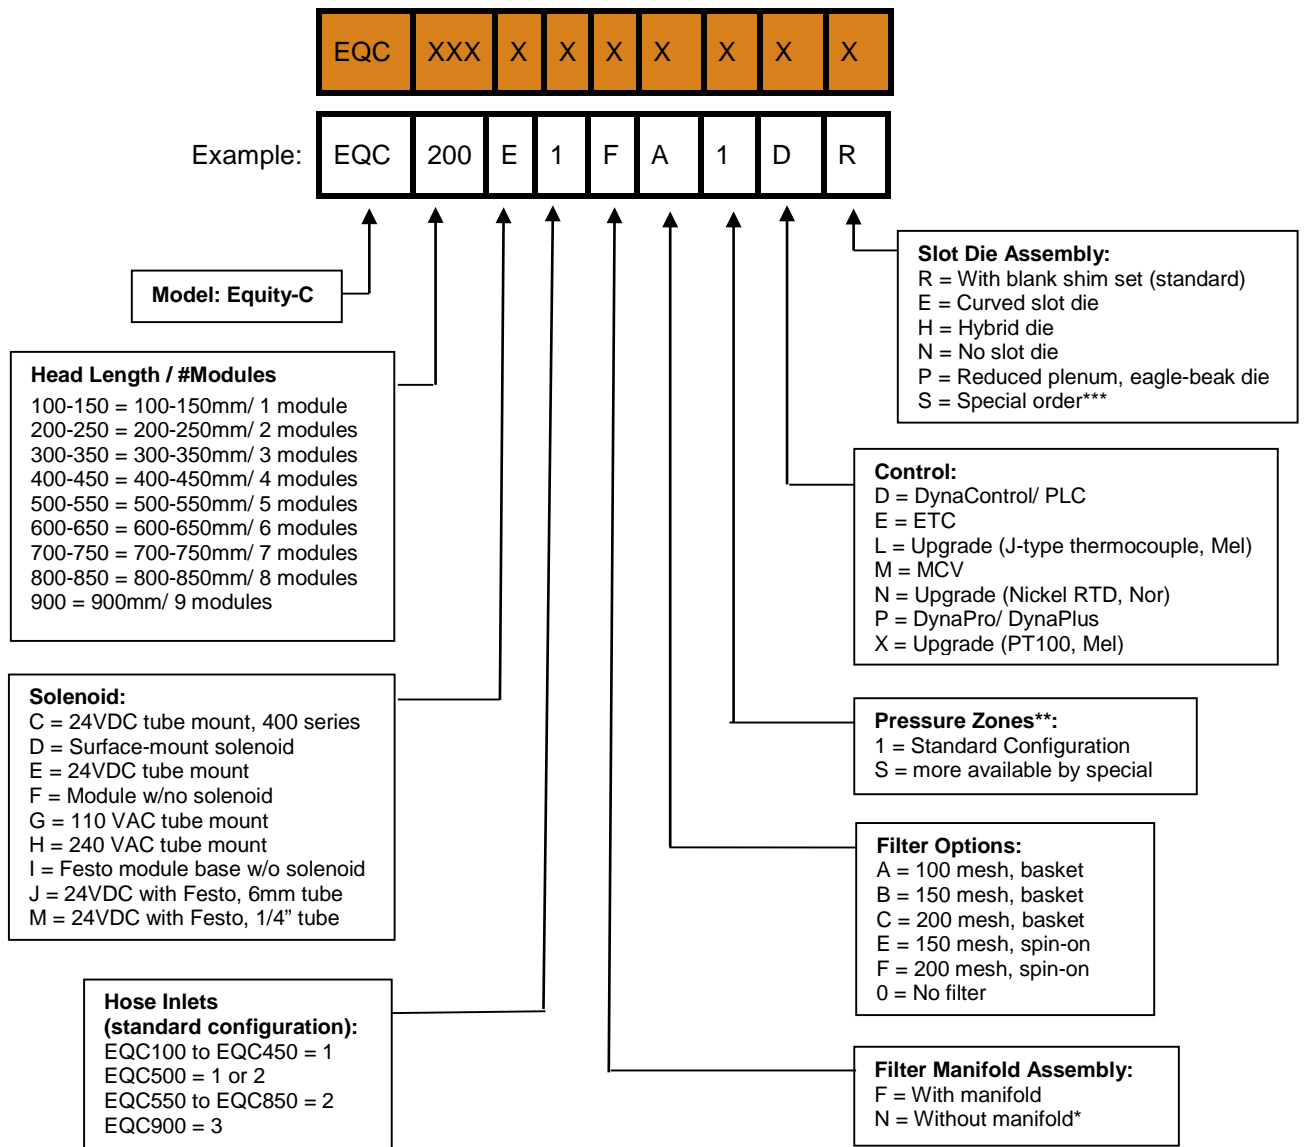 EQC XXX X X X X X X X
Example: EQC 200 E 1 F A 1 D R
Model: Equity-C
Head Length / #Modules
100-150 = 100-150mm/ 1 module
200-250 = 200-250mm/ 2 modules
300-350 = 300-350mm/ 3 modules
400-450 = 400-450mm/ 4 modules
500-550 = 500-550mm/ 5 modules
600-650 = 600-650mm/ 6 modules
700-750 = 700-750mm/ 7 modules
800-850 = 800-850mm/ 8 modules
900 = 900mm/ 9 modules
Solenoid:
C = 24VDC tube mount, 400 series
D = Surface-mount solenoid
E = 24VDC tube mount
F = Module w/no solenoid
G = 110 VAC tube mount
H = 240 VAC tube mount
I = Festo module base w/o solenoid
J = 24VDC with Festo, 6mm tube
M = 24VDC with Festo, 1/4” tube
Hose Inlets
(standard configuration):
EQC100 to EQC450 = 1
EQC500 = 1 or 2
EQC550 to EQC850 = 2
EQC900 = 3
Slot Die Assembly:
R = With blank shim set (standard)
E = Curved slot die
H = Hybrid die
N = No slot die
P = Reduced plenum, eagle-beak die
S = Special order***
Control:
D = DynaControl/ PLC
E = ETC
L = Upgrade (J-type thermocouple, Mel)
M = MCV
N = Upgrade (Nickel RTD, Nor)
P = DynaPro/ DynaPlus
X = Upgrade (PT100, Mel)
Pressure Zones**:
1 = Standard Configuration
S = more available by special
Filter Options:
A = 100 mesh, basket
B = 150 mesh, basket
C = 200 mesh, basket
E = 150 mesh, spin-on
F = 200 mesh, spin-on
0 = No filter
Filter Manifold Assembly:
F = With manifold
N = Without manifold*